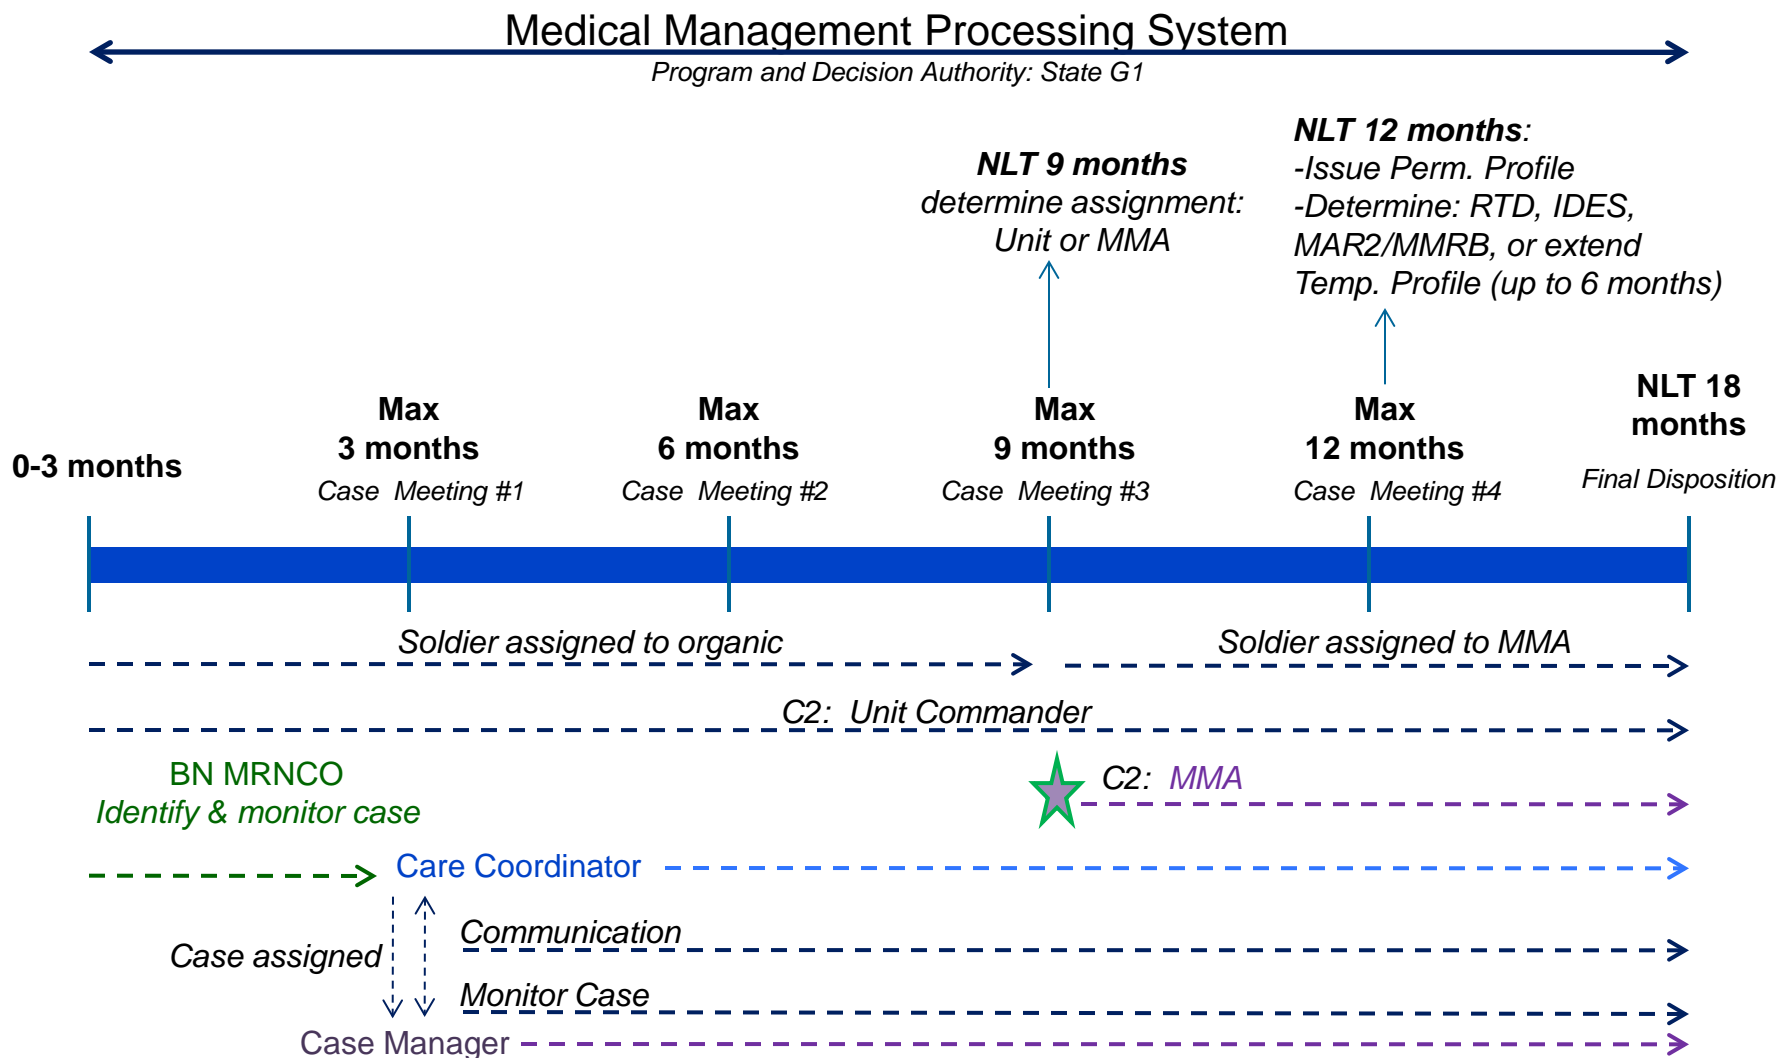 Medical Management Processing System
Program and Decision Authority: State G1
NLT 9 months
determine assignment:
Unit or MMA
NLT 12 months:
-Issue Perm. Profile
-Determine: RTD, IDES,
MAR2/MMRB, or extend
Temp. Profile (up to 6 months)
0-3 months
Max
3 months
Case Meeting #1
Max
6 months
Case Meeting #2
Max
9 months
Case Meeting #3
Max
12 months
Case Meeting #4
NLT 18
months
Final Disposition
Soldier assigned to organic
Soldier assigned to MMA
C2: Unit Commander
BN MRNCO
Identify & monitor case
C2: MMA
Care Coordinator
Case assigned
Communication
Monitor Case
Case Manager